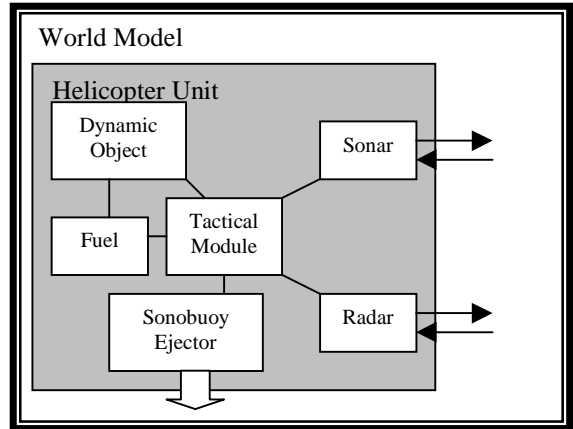 World Model
Helicopter Unit
Dynamic
Object
Sonar
Fuel
Tactical
Module
Sonobuoy
Ejector
Radar